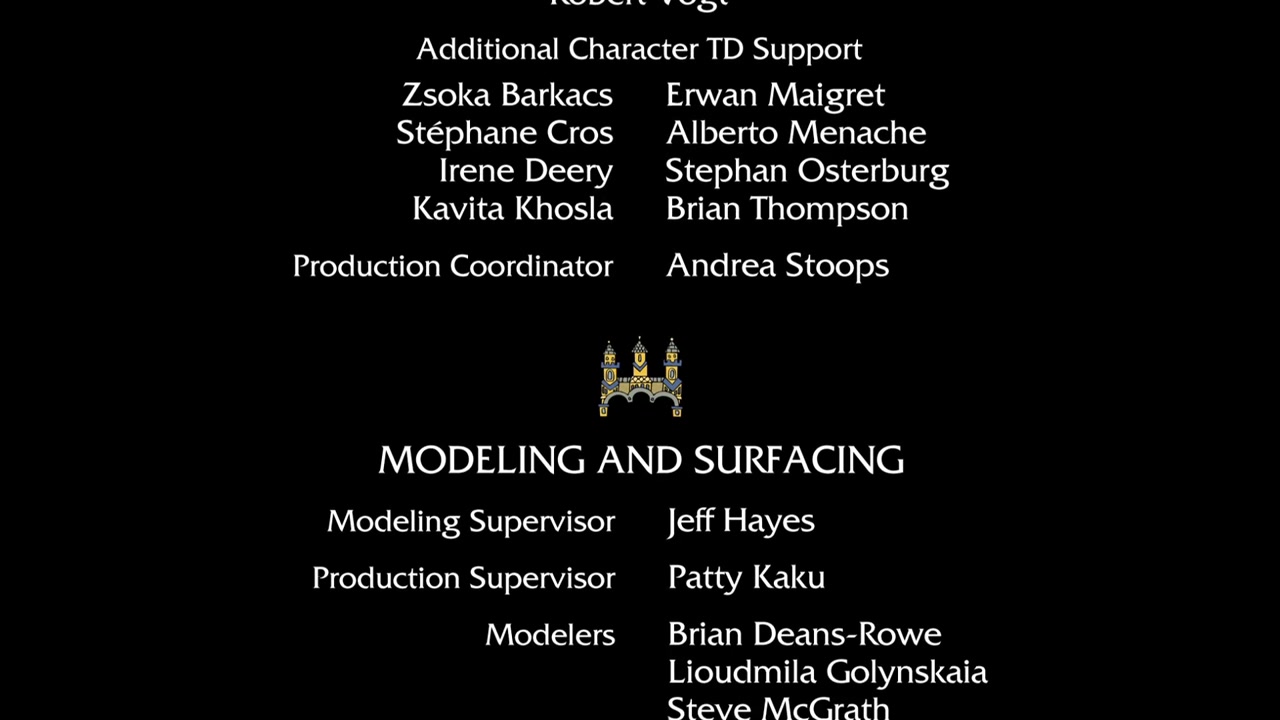 Robert Vogt
Additional Character TD Support
Zsoka Barkacs Erwan Maigret
Stéphane Cros Alberto Menache
Irene Deery Stephan Osterburg
Kavita Khosla Brian Thompson
Production Coordinator Andrea Stoops
MODELING AND SURFACING
Modeling Supervisor Jeff Hayes
Production Supervisor Patty Kaku
Modelers Brian Deans-Rowe
Lioudmila Golynskaia
Steve McGrath